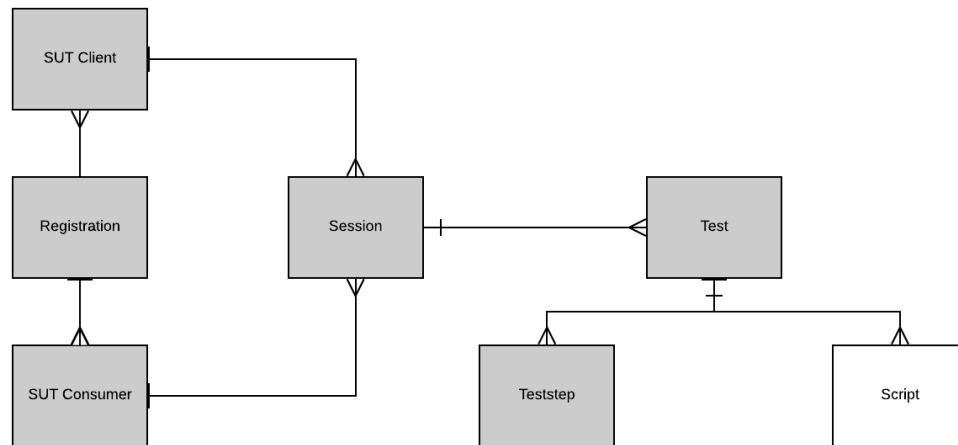 SUT Client
Registration
Session
Test
SUT Consumer
Teststep
Script